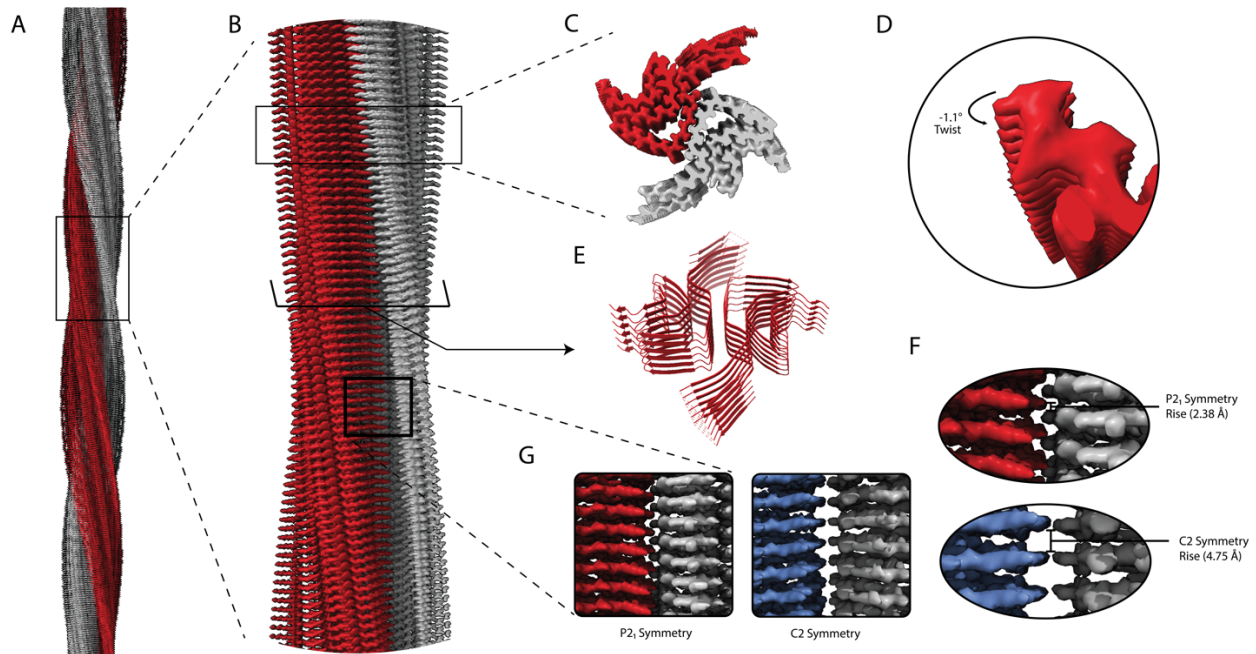 A
B
C
D
-1.1°
Twist
E
F
P2₁ Symmetry
Rise (2.38 Å)
G
C2 Symmetry
Rise (4.75 Å)
P2₁ Symmetry
C2 Symmetry